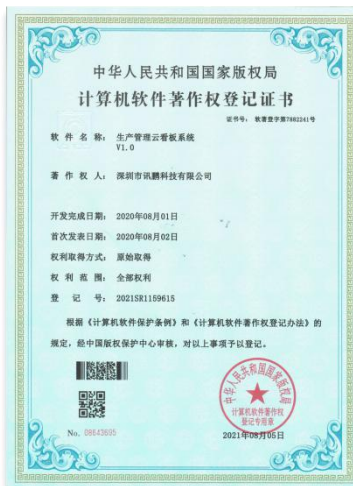 中华人民共和国国家版权局
计算机软件著作权登记证书
证书号： 软著登字第7882241号
软件名称： 生产管理云看板系统
V1.0
著作权人： 深圳市讯鹏科技有限公司
开发完成日期： 2020年08月01日
首次发表日期： 2020年08月02日
权利取得方式： 原始取得
权利范围： 全部权利
登记号： 2021SR1159615
根据《计算机软件保护条例》和《计算机软件著作权登记办法》的
规定，经中国版权保护中心审核，对以上事项予以登记。
中华人民共和国国家版权局
计算机软件著作权
登记专用章
No. 08643695
2021年08月05日